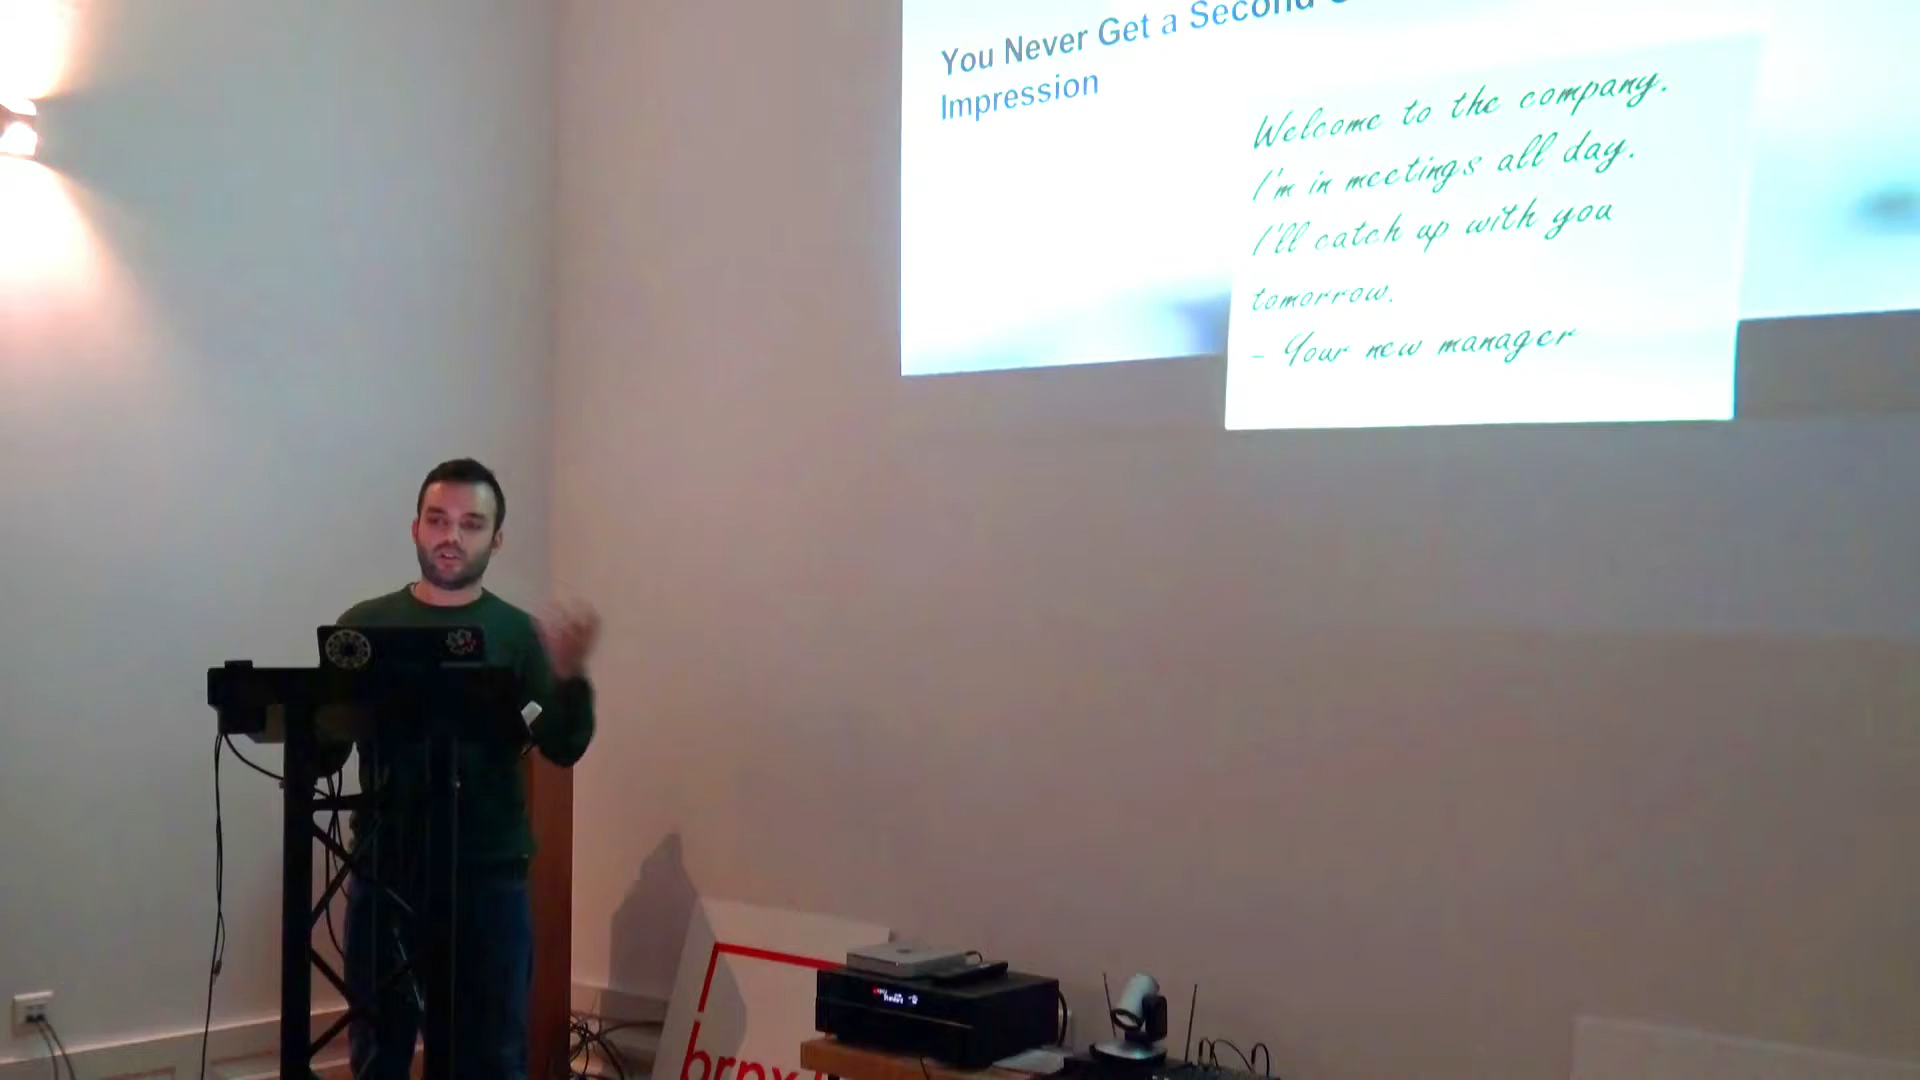 You Never Get a Second
Impression
Welcome to the company.
I'm in meetings all day.
I'll catch up with you
tomorrow.
- Your new manager